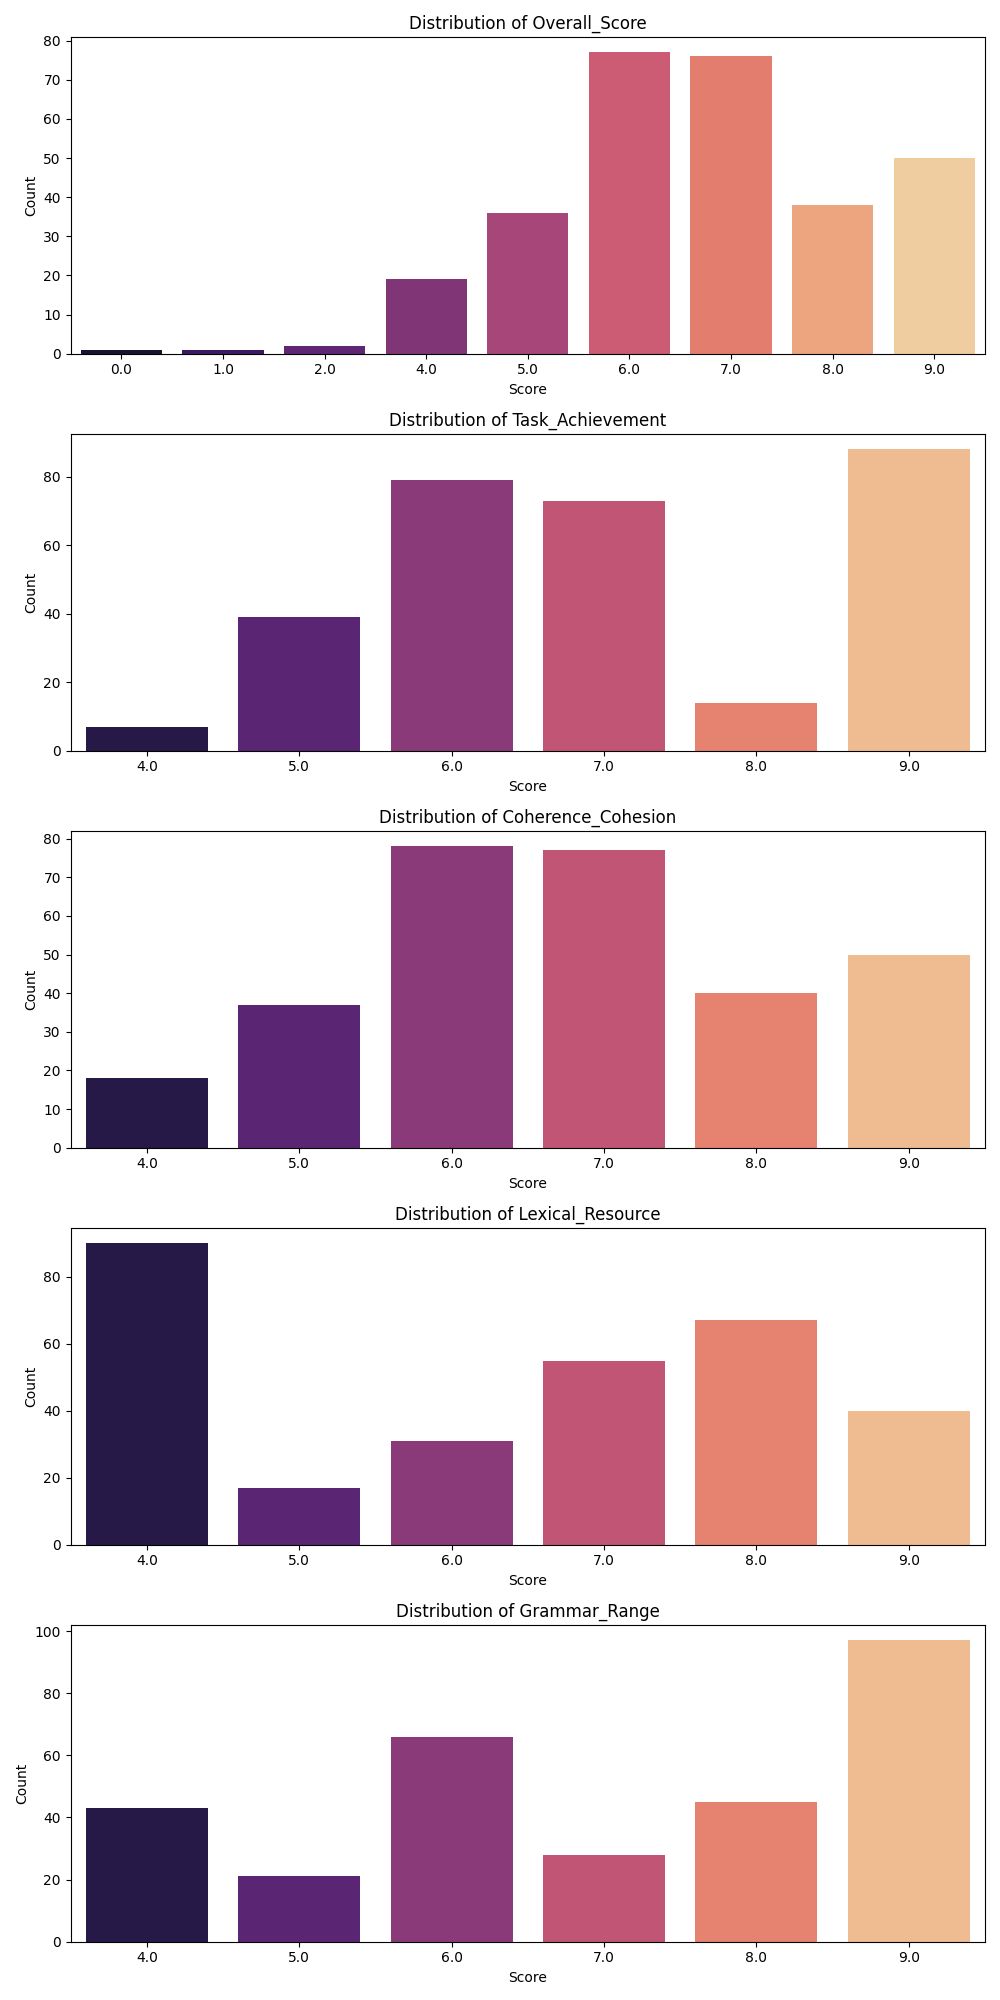 Distribution of Overall_Score
80
70
60
50
40
30
20
10
0
Count
0.0 1.0 2.0 4.0 5.0 6.0 7.0 8.0 9.0
Score
Distribution of Task_Achievement
80
60
40
20
0
Count
4.0 5.0 6.0 7.0 8.0 9.0
Score
Distribution of Coherence_Cohesion
80
70
60
50
40
30
20
10
0
Count
4.0 5.0 6.0 7.0 8.0 9.0
Score
Distribution of Lexical_Resource
80
60
40
20
0
Count
4.0 5.0 6.0 7.0 8.0 9.0
Score
Distribution of Grammar_Range
100
80
60
40
20
0
Count
4.0 5.0 6.0 7.0 8.0 9.0
Score